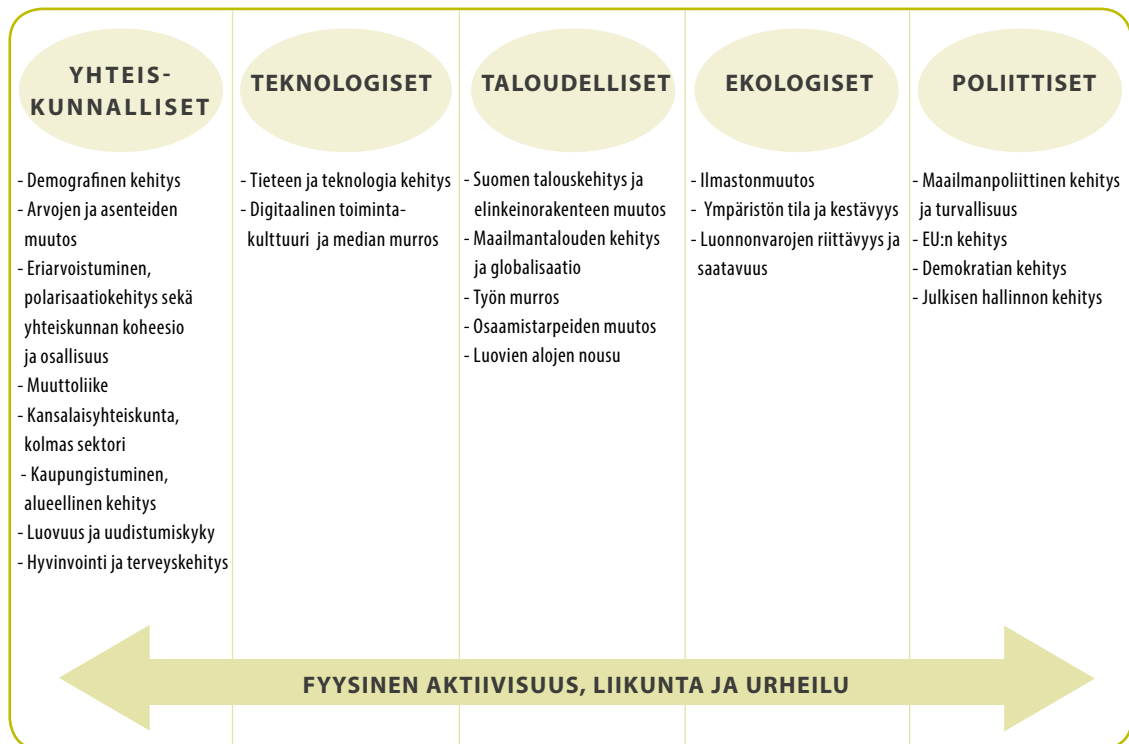 YHTEIS-
KUNNALLISET
- Demografinen kehitys
- Arvojen ja asenteiden
muutos
- Eriarvoistuminen,
polarisaatiokehitys sekä
yhteiskunnan koheesio
ja osallisuus
- Muuttoliike
- Kansalaisyhteiskunta,
kolmas sektori
- Kaupungistuminen,
alueellinen kehitys
- Luovuus ja uudistumiskyky
- Hyvinvointi ja terveyskehitys
TEKNOLOGISET
- Tieteen ja teknologia kehitys
- Digitaalinen toiminta-
kulttuuri ja median murros
TALOUDELLISET
- Suomen talouskehitys ja
elinkeinorakenteen muutos
- Maailmantalouden kehitys
ja globalisaatio
- Työn murros
- Osaamistarpeiden muutos
- Luovien alojen nousu
EKOLOGISET
- Ilmastonmuutos
- Ympäristön tila ja kestävyys
- Luonnonvarojen riittävyys ja
saatavuus
POLIITTISET
- Maailmanpoliittinen kehitys
ja turvallisuus
- EU:n kehitys
- Demokratian kehitys
- Julkisen hallinnon kehitys
FYYSINEN AKTIIVISUUS, LIIKUNTA JA URHEILU